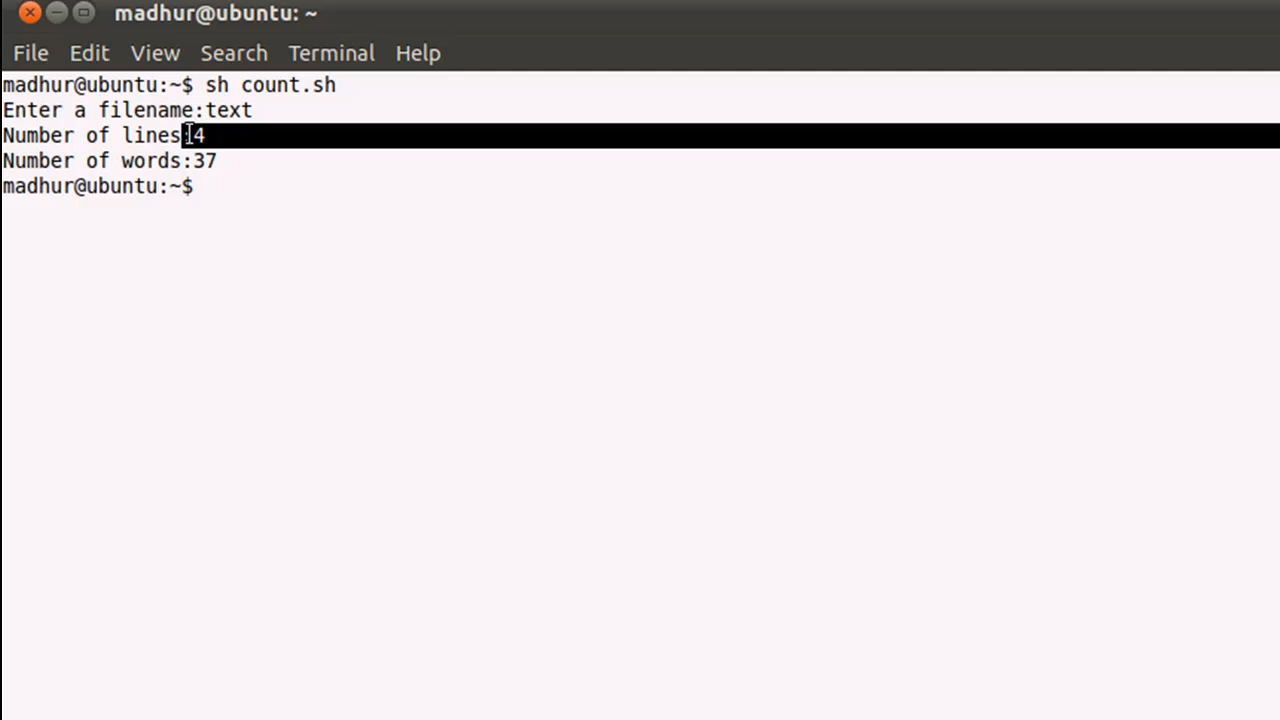 madhur@ubuntu: ~
File Edit View Search Terminal Help
madhur@ubuntu:~$ sh count.sh
Enter a filename:text
Number of lines:4
Number of words:37
madhur@ubuntu:~$